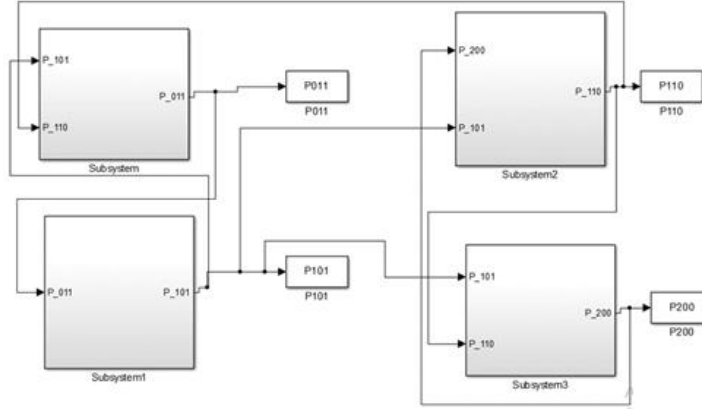 P_101
P_110
P_011
Subsystem
P011
P011
P_200
P_101
P_110
Subsystem2
P110
P110
P_011
P_101
Subsystem1
P101
P101
P_101
P_110
P_200
Subsystem3
P200
P200